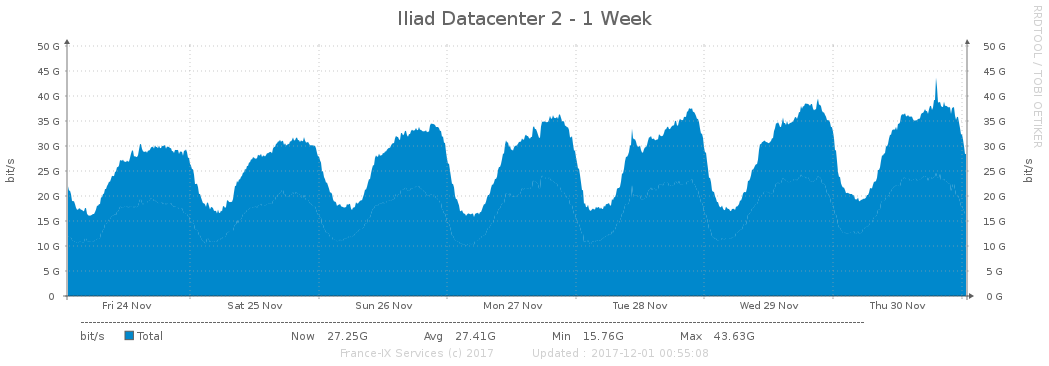 Iliad Datacenter 2 - 1 Week
RRDTOOL / TOBI OETIKER
50 G 50 G
45 G 45 G
40 G 40 G
35 G 35 G
30 G 30 G
25 G 25 G
20 G 20 G
15 G 15 G
10 G 10 G
5 G 5 G
0 0 G
bit/s bit/s
Fri 24 Nov Sat 25 Nov Sun 26 Nov Mon 27 Nov Tue 28 Nov Wed 29 Nov Thu 30 Nov
bit/s Total Now 27.25G Avg 27.41G Min 15.76G Max 43.63G
France-IX Services (c) 2017 Updated : 2017-12-01 00:55:08